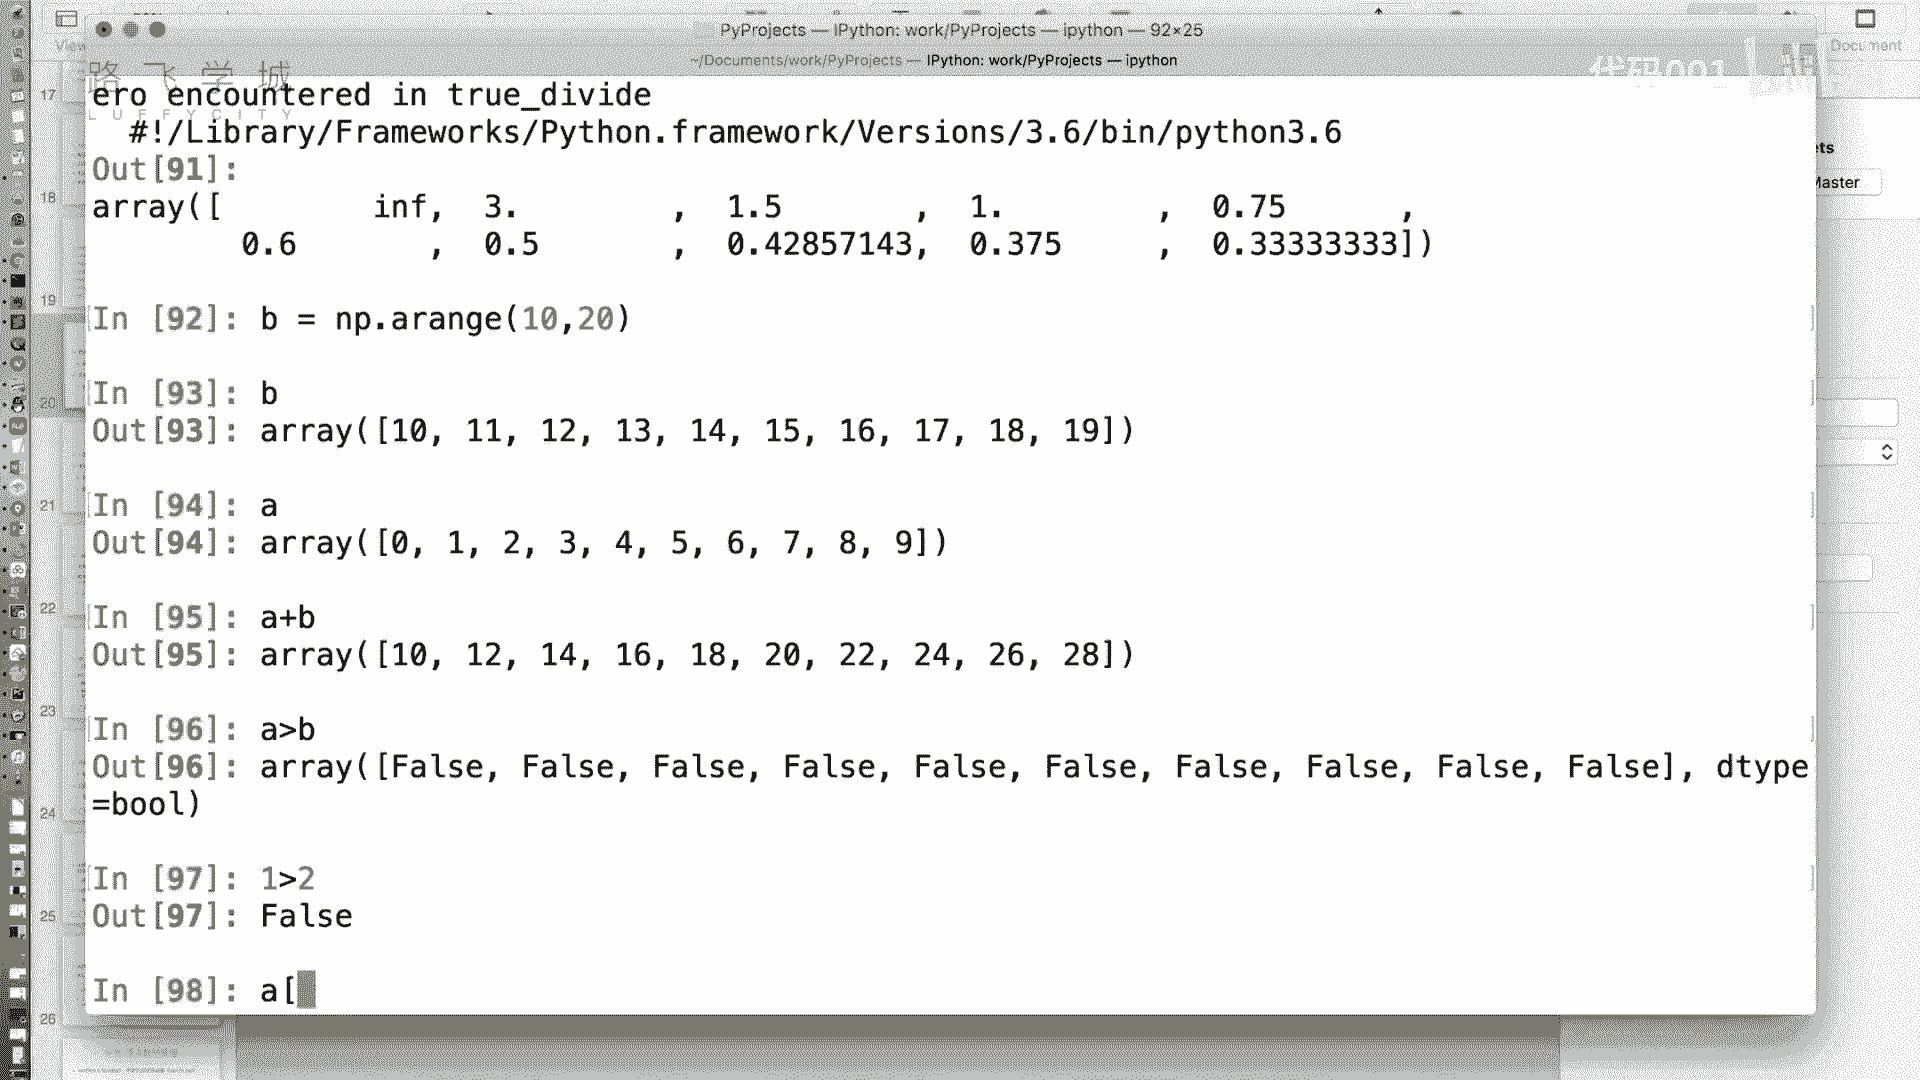 PyProjects — IPython: work/PyProjects — ipython — 92×25
~/Documents/work/PyProjects — IPython: work/PyProjects — ipython
View
Document
路飞学城
LUFFYCITY
代码001
ero encountered in true_divide
#!/Library/Frameworks/Python.framework/Versions/3.6/bin/python3.6
Out[91]:
array([        inf,  3.        ,  1.5       ,  1.        ,  0.75      ,
0.6       ,  0.5       ,  0.42857143,  0.375     ,  0.33333333])
In [92]: b = np.arange(10,20)
In [93]: b
Out[93]: array([10, 11, 12, 13, 14, 15, 16, 17, 18, 19])
In [94]: a
Out[94]: array([0, 1, 2, 3, 4, 5, 6, 7, 8, 9])
In [95]: a+b
Out[95]: array([10, 12, 14, 16, 18, 20, 22, 24, 26, 28])
In [96]: a>b
Out[96]: array([False, False, False, False, False, False, False, False, False, False], dtype
=bool)
In [97]: 1>2
Out[97]: False
In [98]: a[
17
18
19
20
21
22
23
24
25
26
ets
Master